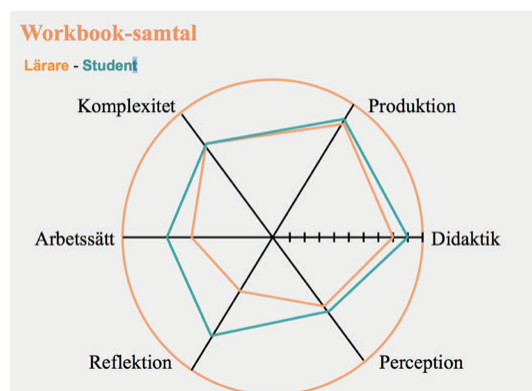 Workbook-samtal
Lärare - Student
Komplexitet
Produktion
Arbetssätt
Didaktik
Reflektion
Perception